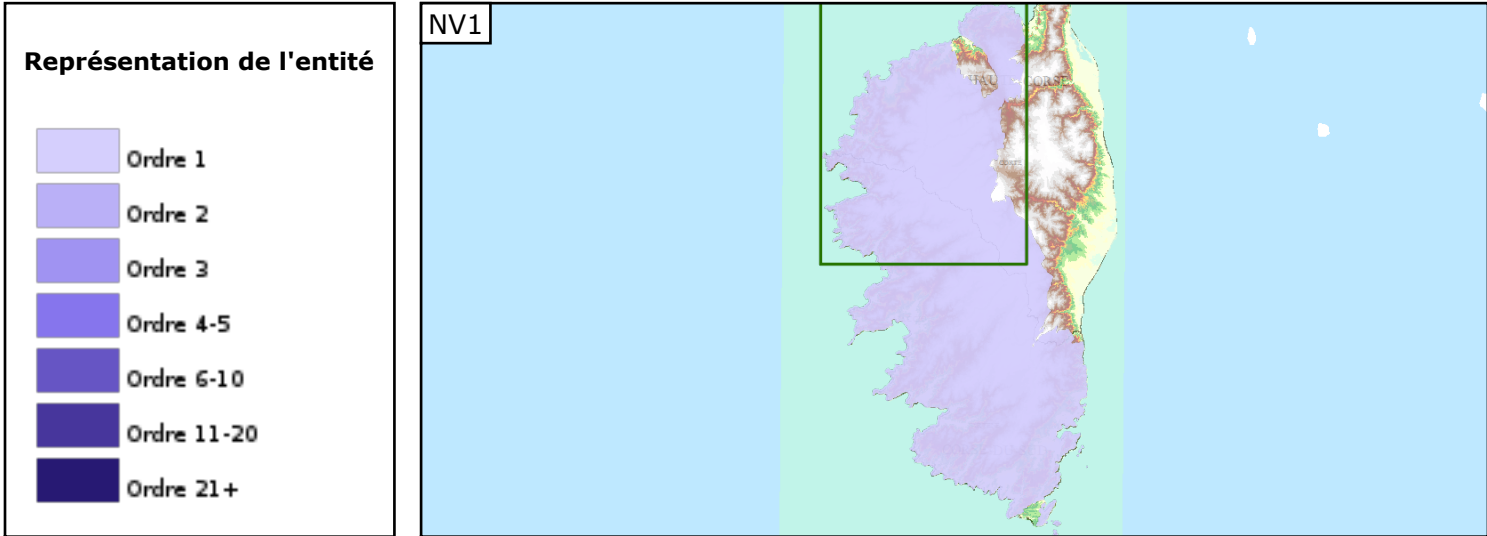 Représentation de l'entité
Ordre 1
Ordre 2
Ordre 3
Ordre 4-5
Ordre 6-10
Ordre 11-20
Ordre 21+
NV1
CORSE